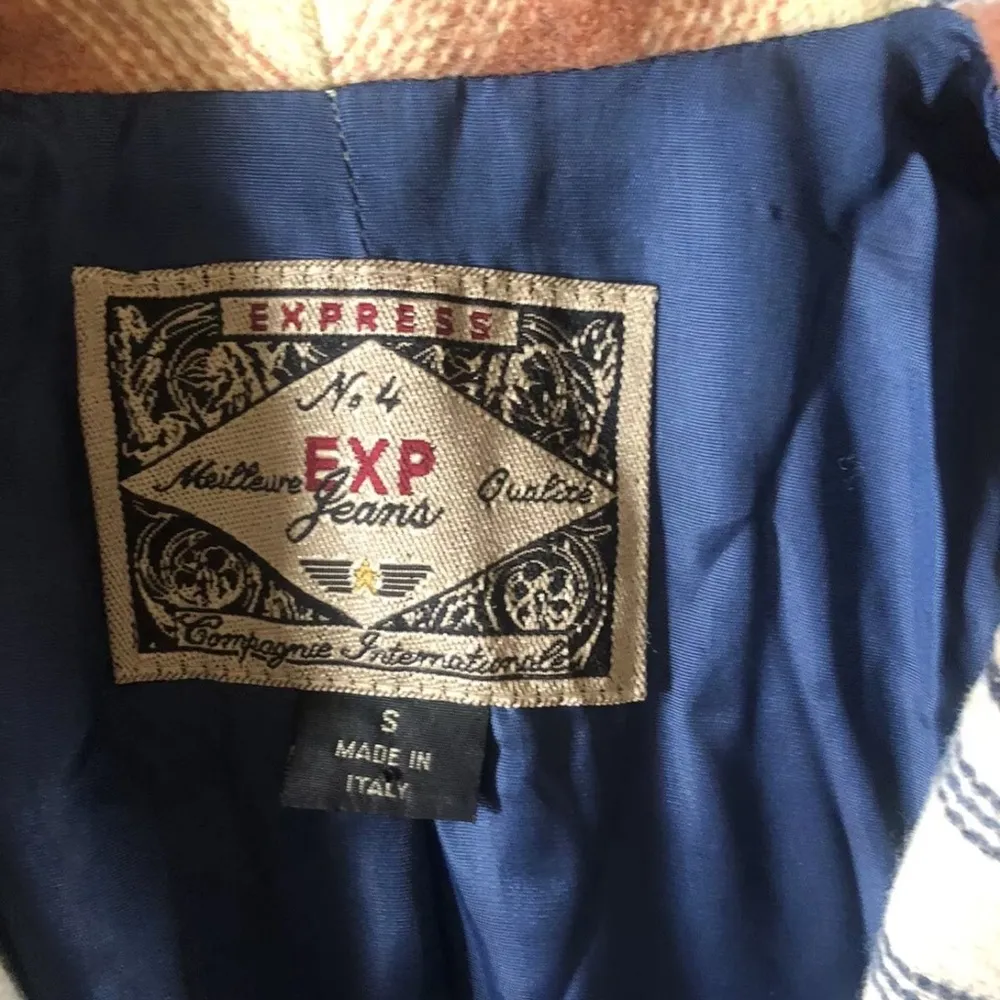 EXPRESS
No 4
EXP
Meilleure Jeans Qualité
Compagnie Internationale
S
MADE IN
ITALY